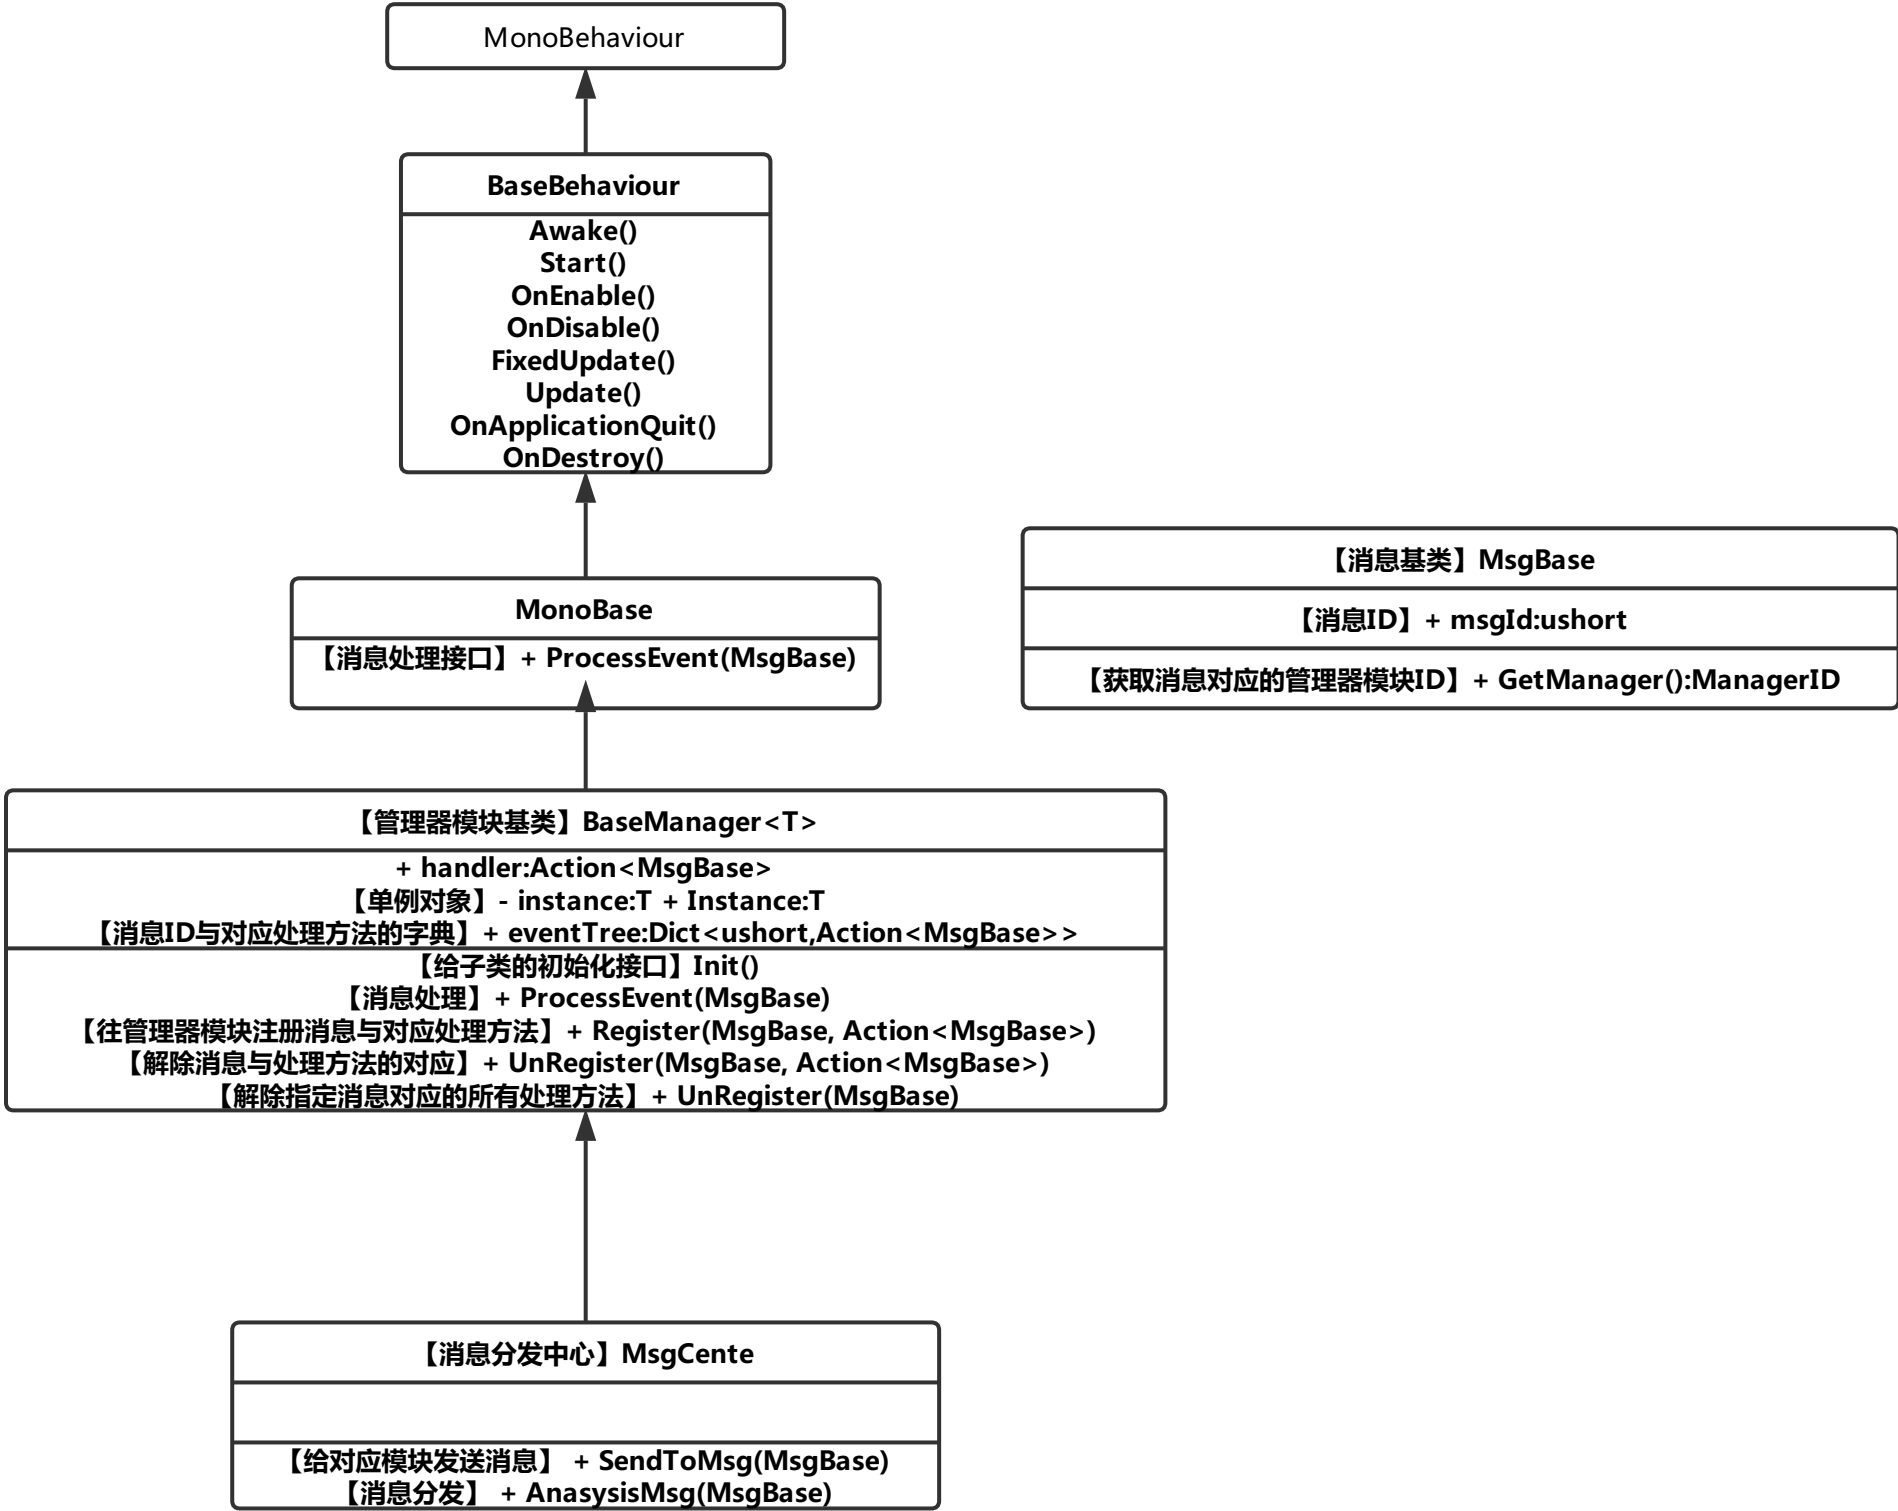 MonoBehaviour
BaseBehaviour
Awake()
Start()
OnEnable()
OnDisable()
FixedUpdate()
Update()
OnApplicationQuit()
OnDestroy()
MonoBase
【消息处理接口】+ ProcessEvent(MsgBase)
【消息基类】MsgBase
【消息ID】+ msgId:ushort
【获取消息对应的管理器模块ID】+ GetManager():ManagerID
【管理器模块基类】BaseManager<T>
+ handler:Action<MsgBase>
【单例对象】- instance:T + Instance:T
【消息ID与对应处理方法的字典】+ eventTree:Dict<ushort,Action<MsgBase>>
【给子类的初始化接口】Init()
【消息处理】+ ProcessEvent(MsgBase)
【往管理器模块注册消息与对应处理方法】+ Register(MsgBase, Action<MsgBase>)
【解除消息与处理方法的对应】+ UnRegister(MsgBase, Action<MsgBase>)
【解除指定消息对应的所有处理方法】+ UnRegister(MsgBase)
【消息分发中心】MsgCente
【给对应模块发送消息】 + SendToMsg(MsgBase)
【消息分发】 + AnasysisMsg(MsgBase)